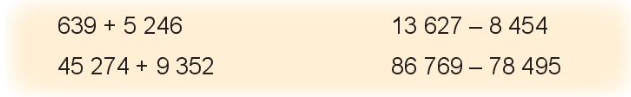 639 + 5 246
13 627 – 8 454
45 274 + 9 352
86 769 – 78 495